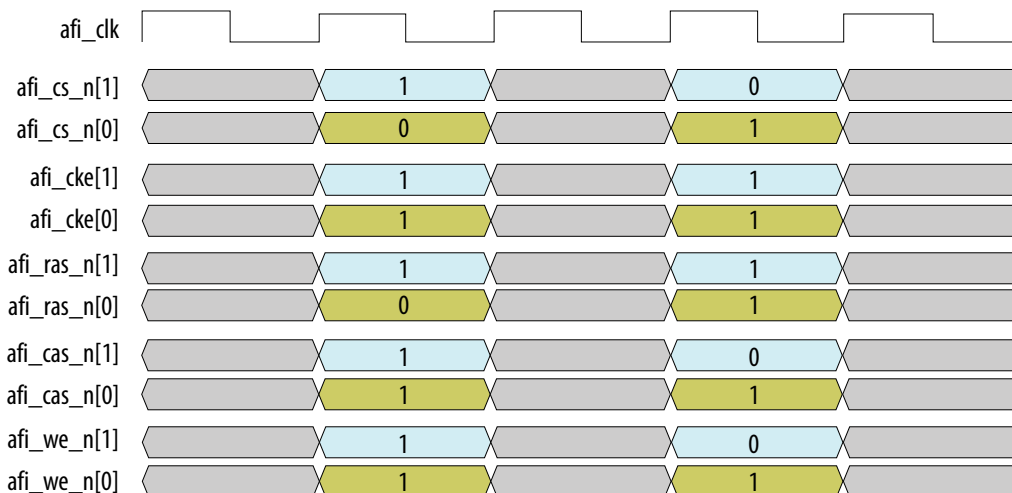 afi_clk
afi_cs_n[1] 1 0
afi_cs_n[0] 0 1
afi_cke[1] 1 1
afi_cke[0] 1 1
afi_ras_n[1] 1 1
afi_ras_n[0] 0 1
afi_cas_n[1] 1 0
afi_cas_n[0] 1 1
afi_we_n[1] 1 0
afi_we_n[0] 1 1